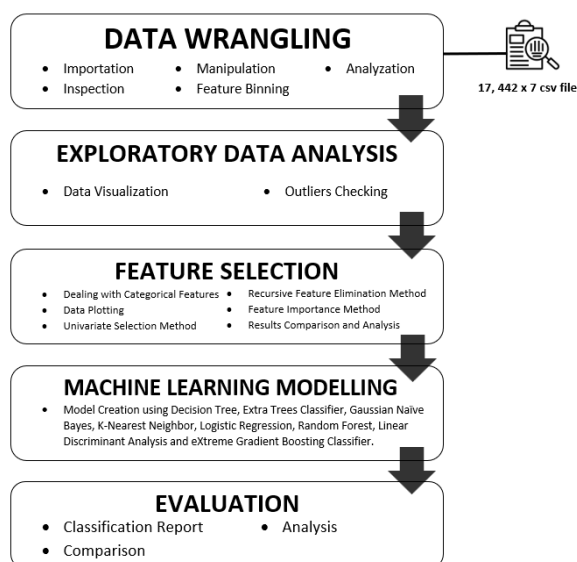 DATA WRANGLING
• Importation • Manipulation • Analyzation
• Inspection • Feature Binning
17, 442 x 7 csv file
EXPLORATORY DATA ANALYSIS
• Data Visualization • Outliers Checking
FEATURE SELECTION
• Dealing with Categorical Features • Recursive Feature Elimination Method
• Data Plotting • Feature Importance Method
• Univariate Selection Method • Results Comparison and Analysis
MACHINE LEARNING MODELLING
• Model Creation using Decision Tree, Extra Trees Classifier, Gaussian Naïve
Bayes, K-Nearest Neighbor, Logistic Regression, Random Forest, Linear
Discriminant Analysis and eXtreme Gradient Boosting Classifier.
EVALUATION
• Classification Report • Analysis
• Comparison